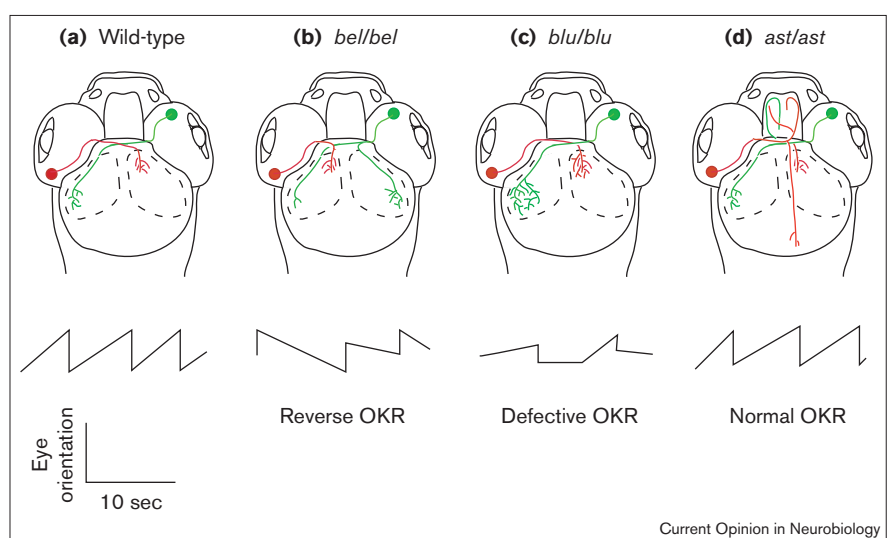 (a) Wild-type
(b) bel/bel
(c) blu/blu
(d) ast/ast
Reverse OKR
Defective OKR
Normal OKR
Eye
orientation
10 sec
Current Opinion in Neurobiology